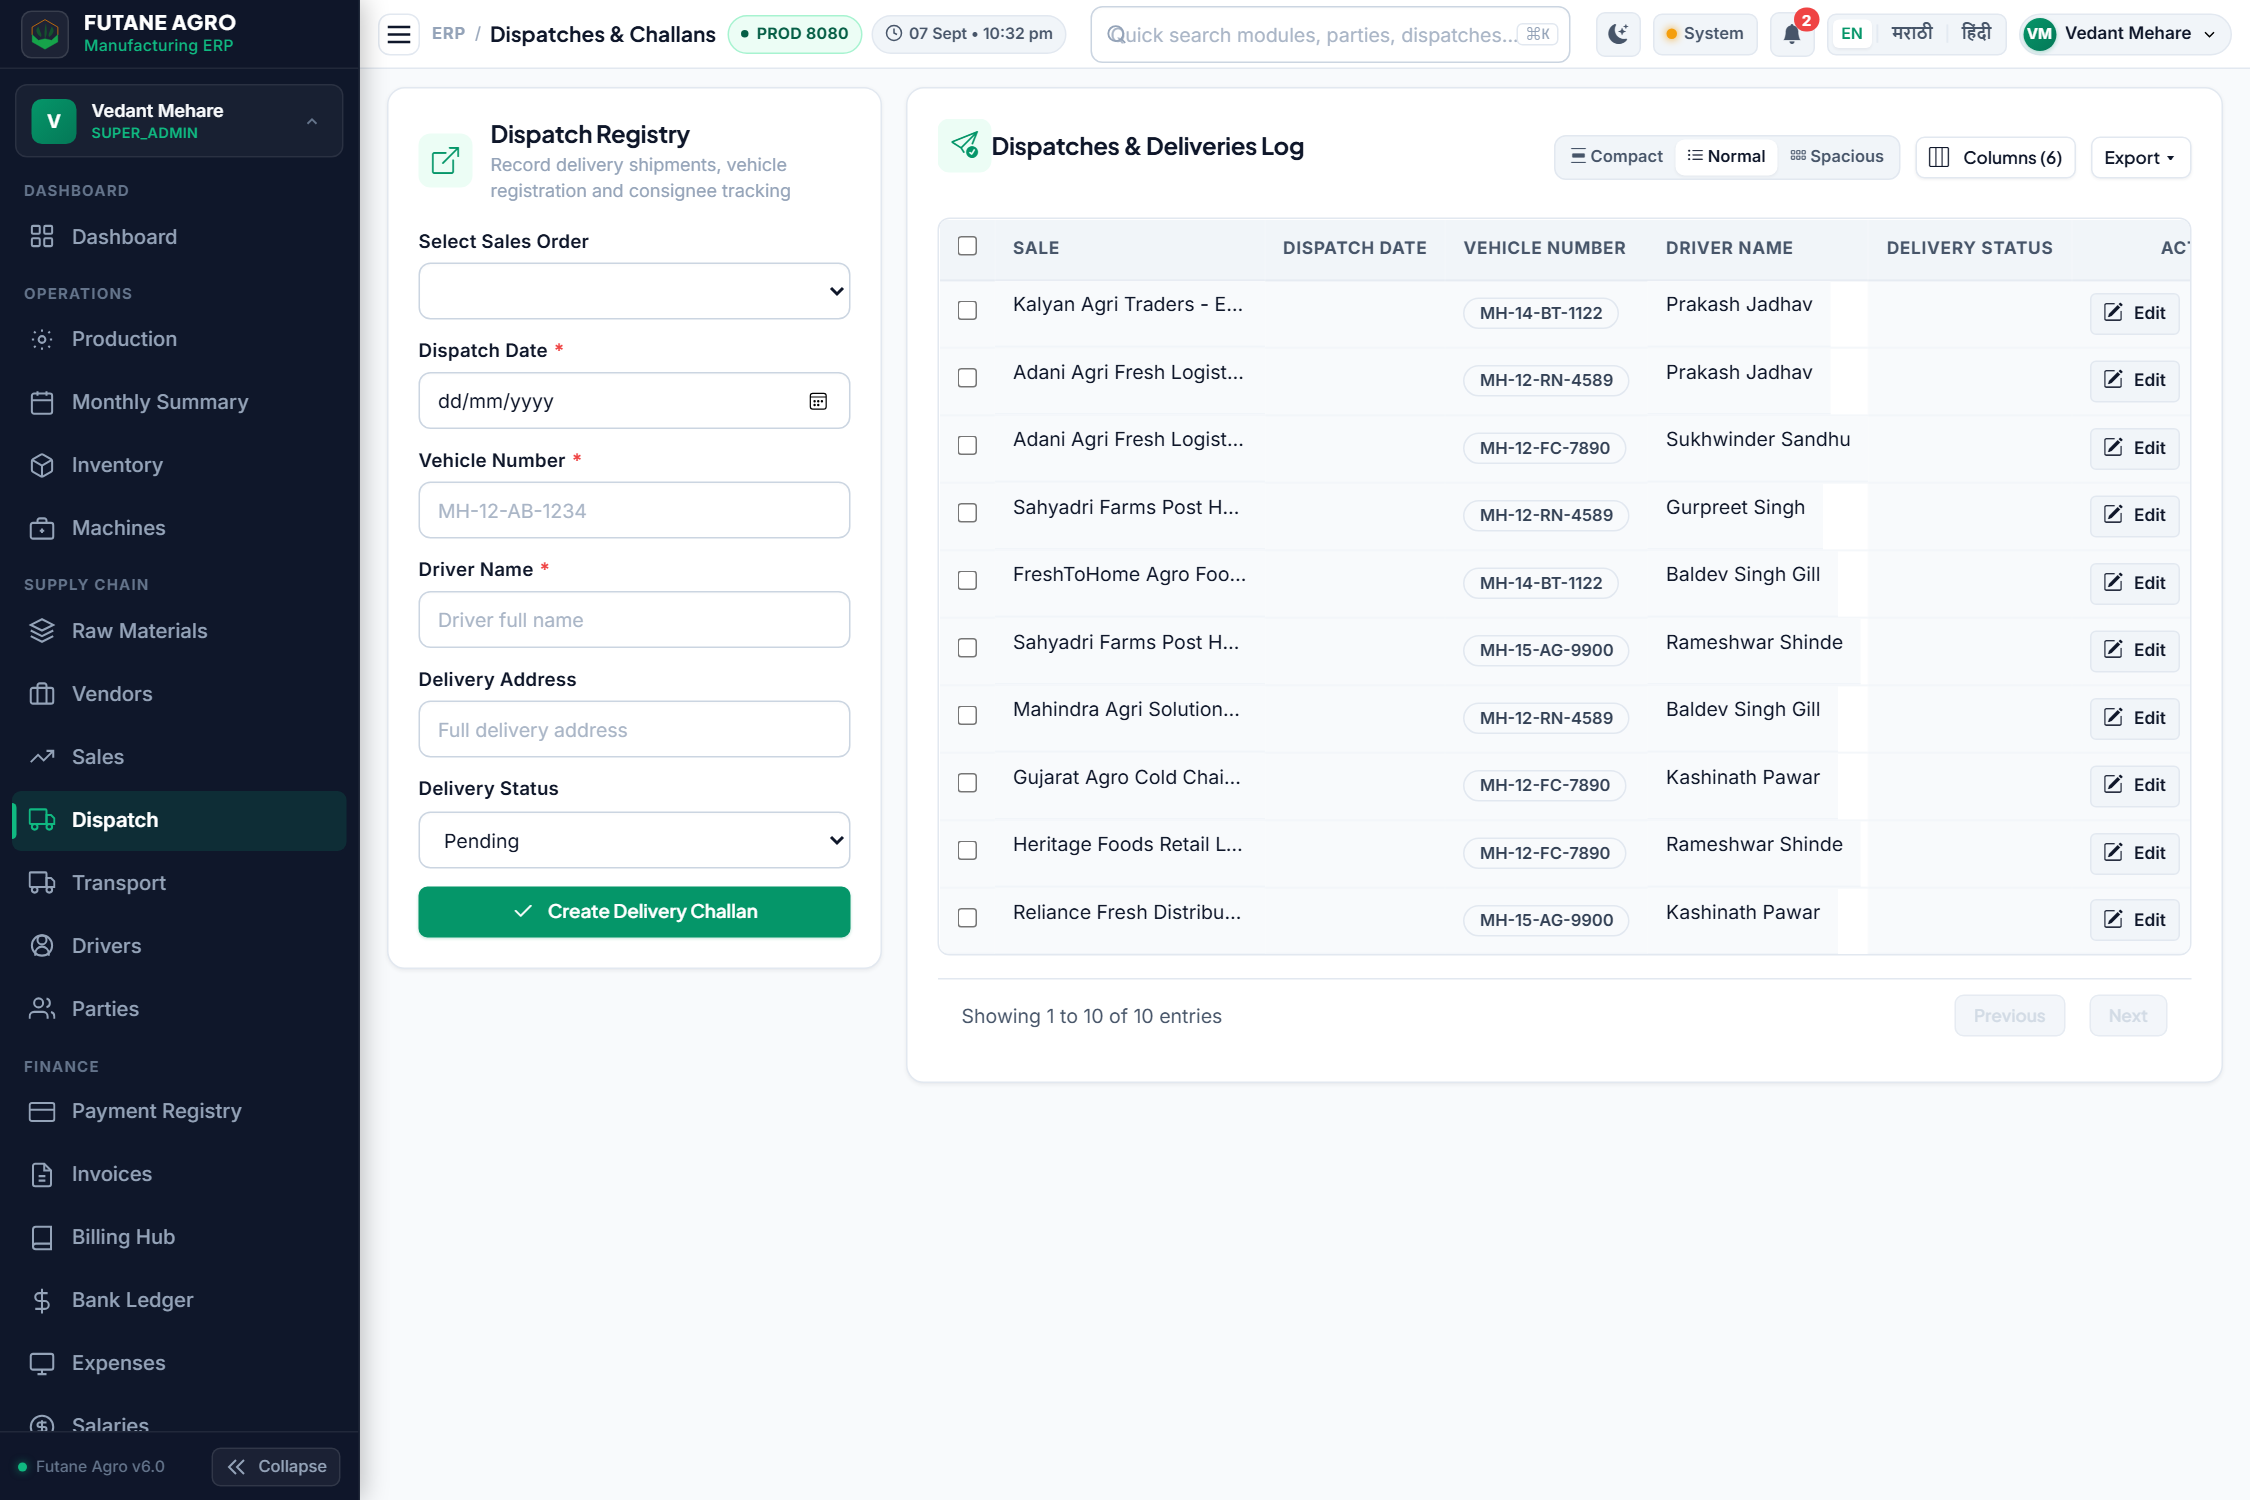 FUTANE AGRO
Manufacturing ERP
V
Vedant Mehare
SUPER_ADMIN
DASHBOARD
Dashboard
OPERATIONS
Production
Monthly Summary
Inventory
Machines
SUPPLY CHAIN
Raw Materials
Vendors
Sales
Dispatch
Transport
Drivers
Parties
FINANCE
Payment Registry
Invoices
Billing Hub
Bank Ledger
Expenses
Salaries
Futane Agro v6.0
Collapse
ERP / Dispatches & Challans
PROD 8080
07 Sept • 10:32 pm
Quick search modules, parties, dispatches... ⌘K
System
2
EN मराठी हिंदी
VM Vedant Mehare
Dispatch Registry
Record delivery shipments, vehicle
registration and consignee tracking
Select Sales Order
Dispatch Date *
dd/mm/yyyy
Vehicle Number *
MH-12-AB-1234
Driver Name *
Driver full name
Delivery Address
Full delivery address
Delivery Status
Pending
Create Delivery Challan
Dispatches & Deliveries Log
Compact Normal Spacious
Columns (6)
Export
SALE DISPATCH DATE VEHICLE NUMBER DRIVER NAME DELIVERY STATUS ACT
Kalyan Agri Traders - E... MH-14-BT-1122 Prakash Jadhav Edit
Adani Agri Fresh Logist... MH-12-RN-4589 Prakash Jadhav Edit
Adani Agri Fresh Logist... MH-12-FC-7890 Sukhwinder Sandhu Edit
Sahyadri Farms Post H... MH-12-RN-4589 Gurpreet Singh Edit
FreshToHome Agro Foo... MH-14-BT-1122 Baldev Singh Gill Edit
Sahyadri Farms Post H... MH-15-AG-9900 Rameshwar Shinde Edit
Mahindra Agri Solution... MH-12-RN-4589 Baldev Singh Gill Edit
Gujarat Agro Cold Chai... MH-12-FC-7890 Kashinath Pawar Edit
Heritage Foods Retail L... MH-12-FC-7890 Rameshwar Shinde Edit
Reliance Fresh Distribu... MH-15-AG-9900 Kashinath Pawar Edit
Showing 1 to 10 of 10 entries
Previous Next